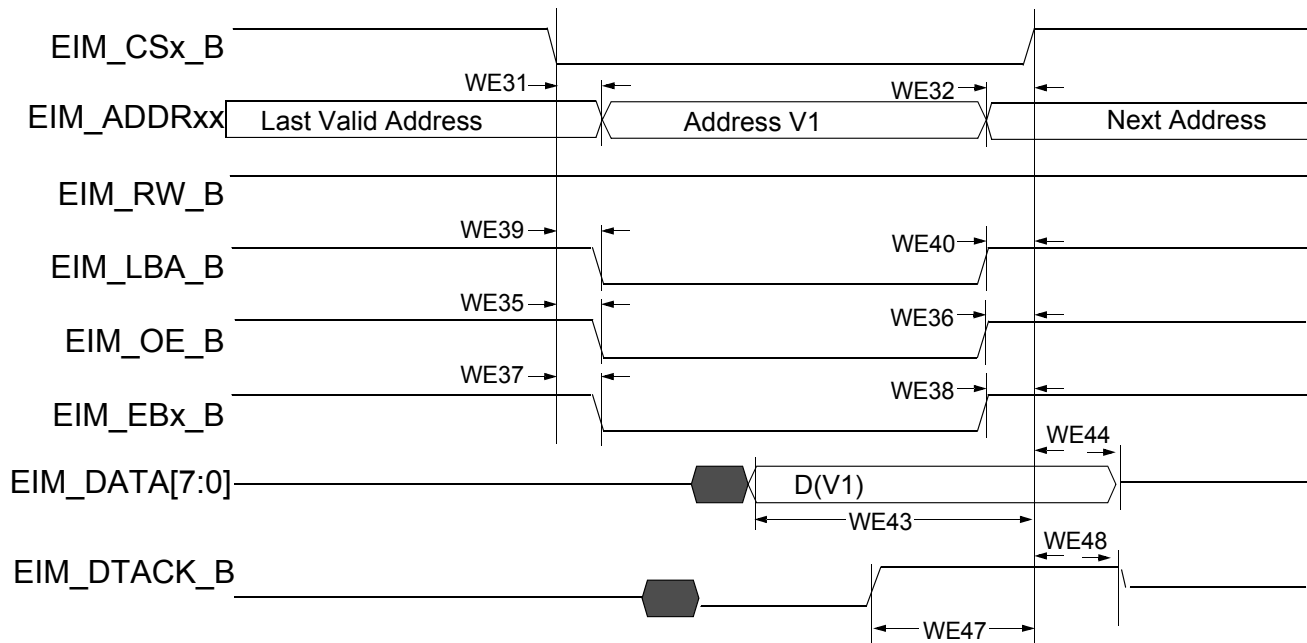 EIM_CSx_B
WE31
WE32
EIM_ADDRxx
Last Valid Address
Address V1
Next Address
EIM_RW_B
WE39
WE40
EIM_LBA_B
WE35
WE36
EIM_OE_B
WE37
WE38
EIM_EBx_B
WE44
EIM_DATA[7:0]
D(V1)
WE43
WE48
EIM_DTACK_B
WE47